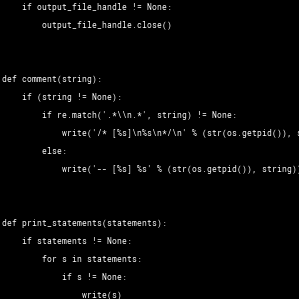 if output_file_handle != None:
output_file_handle.close()
def comment(string):
if (string != None):
if re.match('.*\\n.*', string) != None:
write('/* [%s]\n%s\n*/\n' % (str(os.getpid()), s
else:
write('-- [%s] %s' % (str(os.getpid()), string))
def print_statements(statements):
if statements != None:
for s in statements:
if s != None:
write(s)